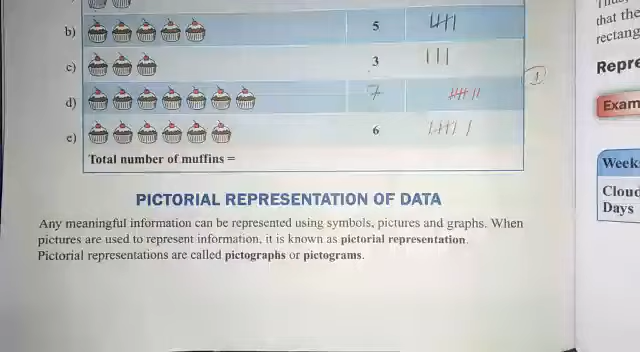 b) 5
c) 3
d) 7
e) 6
Total number of muffins =
PICTORIAL REPRESENTATION OF DATA
Any meaningful information can be represented using symbols, pictures and graphs. When
pictures are used to represent information, it is known as pictorial representation.
Pictorial representations are called pictographs or pictograms.
that the
rectang
Repre
Exam
Week
Cloud
Days